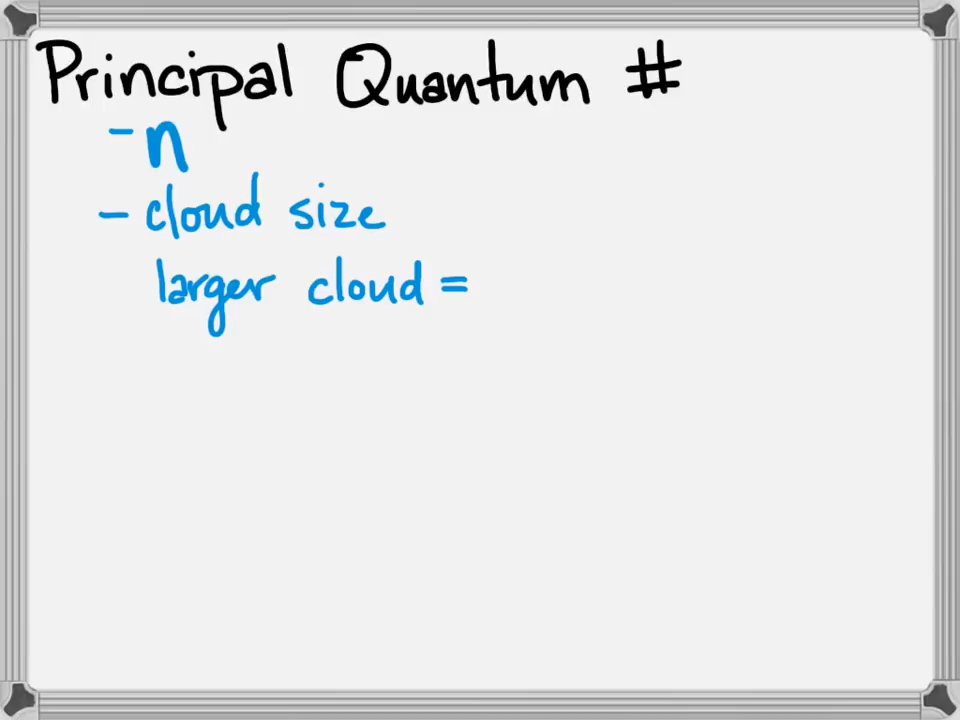 Principal Quantum #
- n
- cloud size
larger cloud =